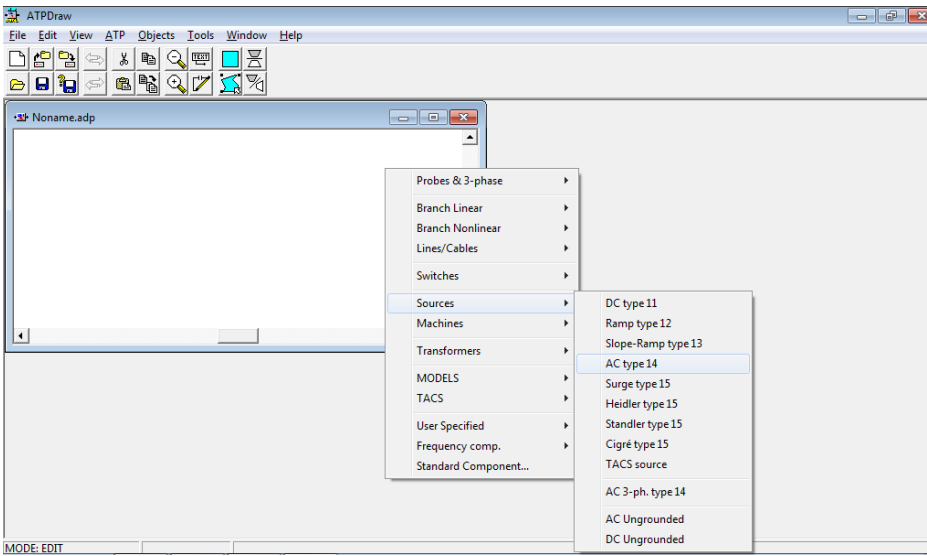 ATPDraw
File Edit View ATP Objects Tools Window Help
TEXT
Noname.adp
Probes & 3-phase
Branch Linear
Branch Nonlinear
Lines/Cables
Switches
Sources
Machines
Transformers
MODELS
TACS
User Specified
Frequency comp.
Standard Component...
DC type 11
Ramp type 12
Slope-Ramp type 13
AC type 14
Surge type 15
Heidler type 15
Standler type 15
Cigré type 15
TACS source
AC 3-ph. type 14
AC Ungrounded
DC Ungrounded
MODE: EDIT